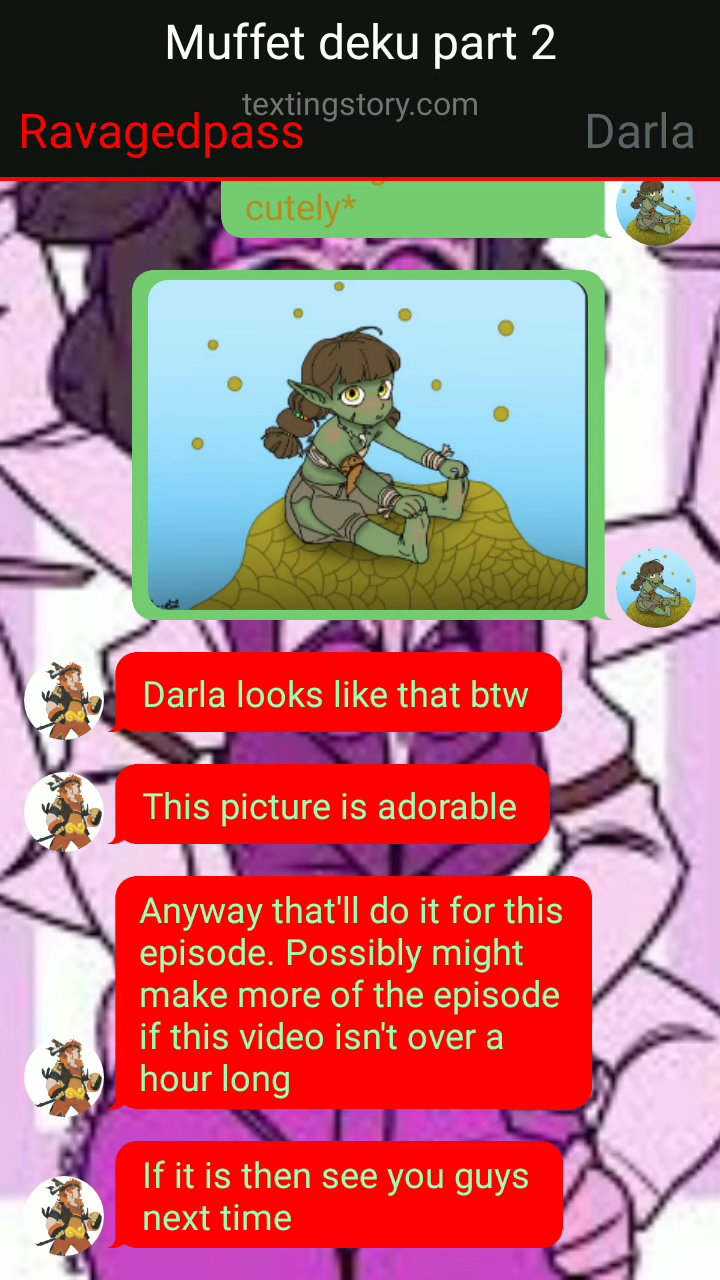 Muffet deku part 2
textingstory.com
Ravagedpass
Darla
cutely*
Darla looks like that btw
This picture is adorable
Anyway that'll do it for this
episode. Possibly might
make more of the episode
if this video isn't over a
hour long
If it is then see you guys
next time